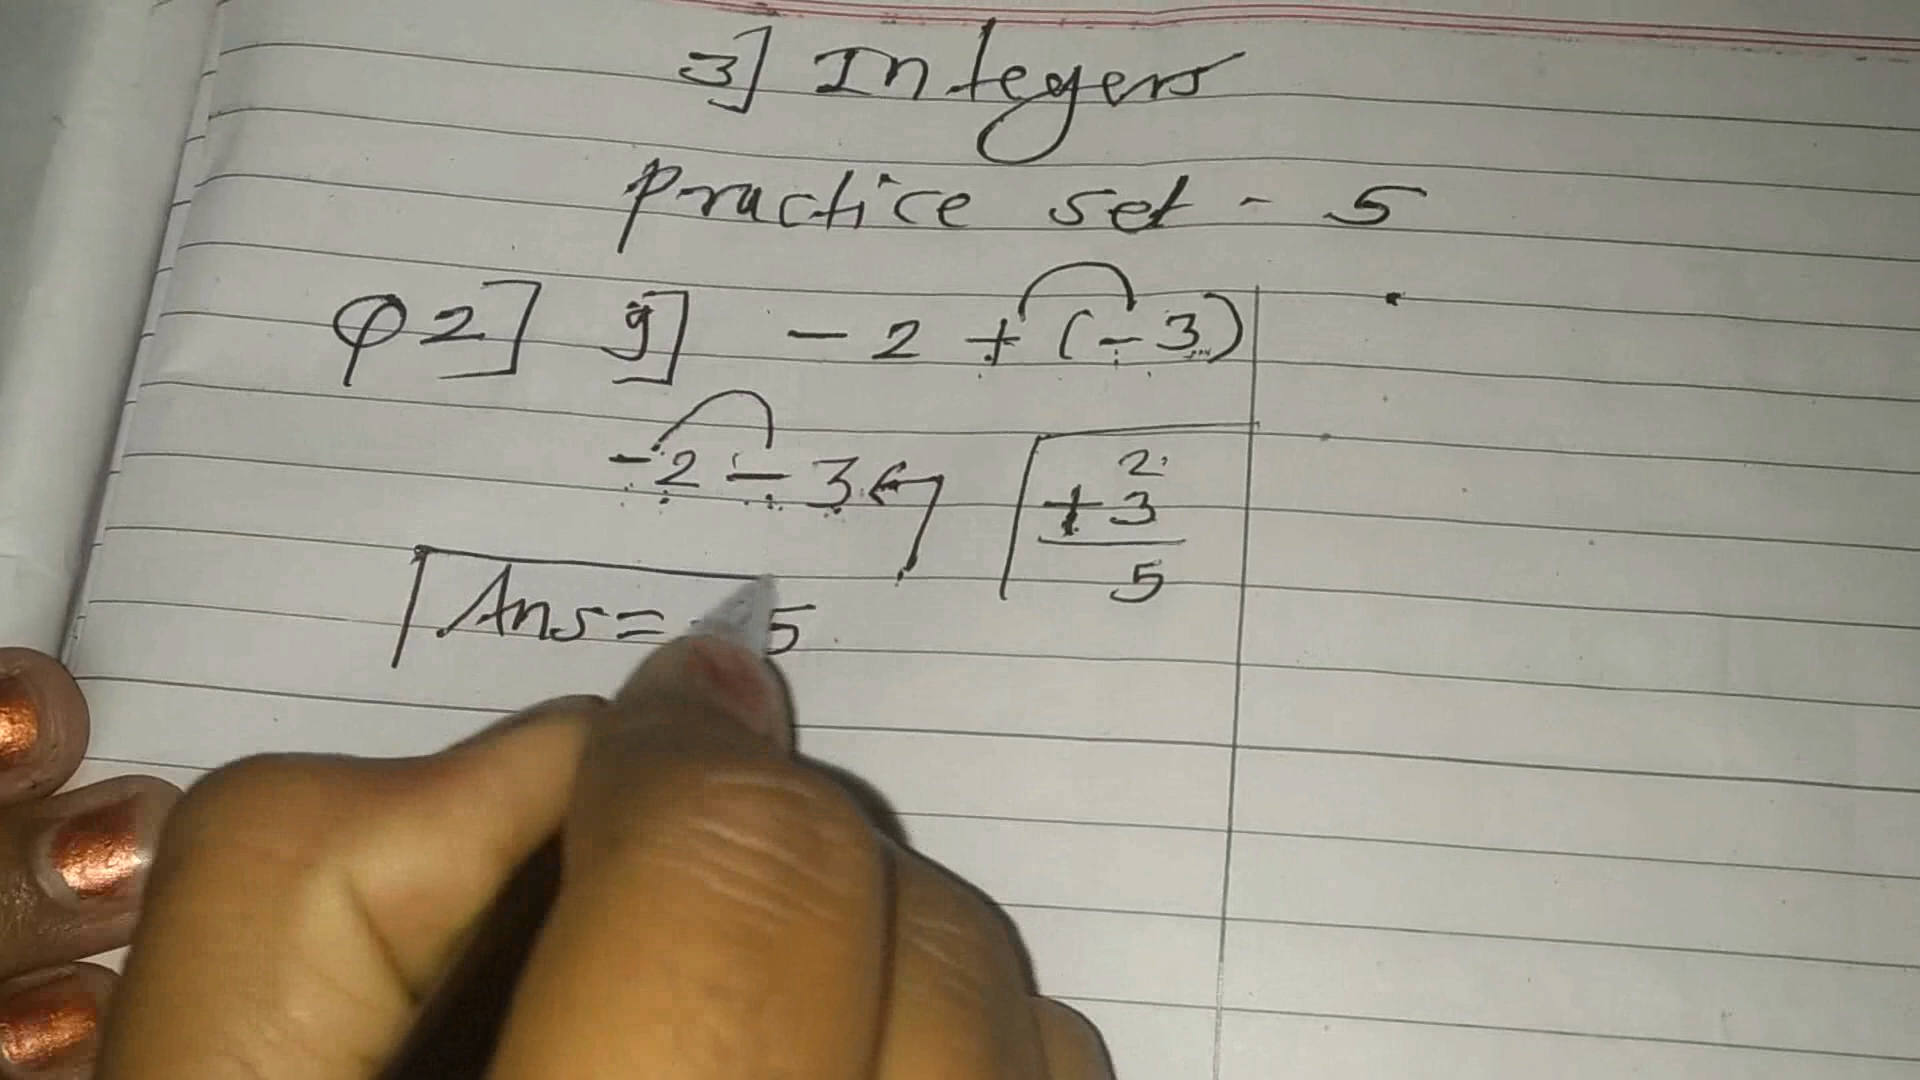 3] Integers
Practice set - 5
Q2] g] - 2 + (- 3)
- 2 - 3
2
+ 3
5
Ans = - 5